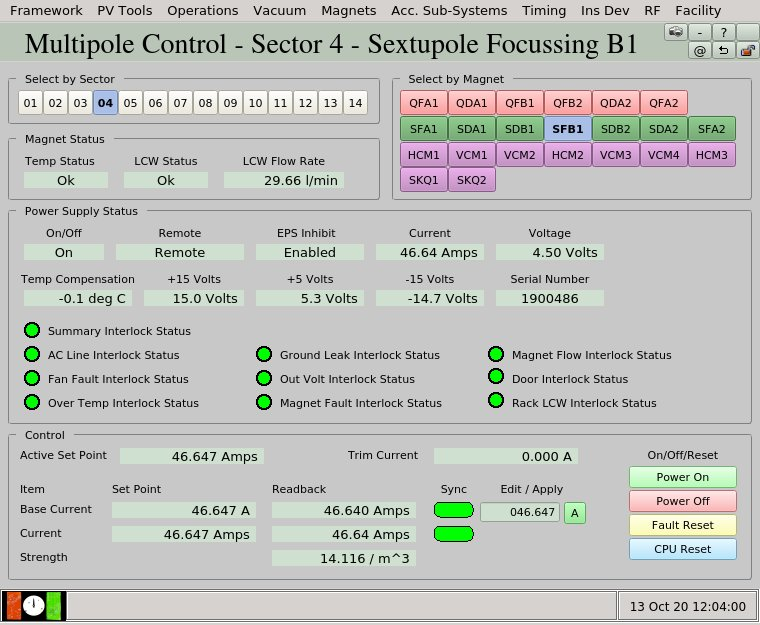 Framework PV Tools Operations Vacuum Magnets Acc. Sub-Systems Timing Ins Dev RF Facility
Multipole Control - Sector 4 - Sextupole Focussing B1
- ?
@
Select by Sector
01 02 03 04 05 06 07 08 09 10 11 12 13 14
Select by Magnet
QFA1 QDA1 QFB1 QFB2 QDA2 QFA2
SFA1 SDA1 SDB1 SFB1 SDB2 SDA2 SFA2
HCM1 VCM1 VCM2 HCM2 VCM3 VCM4 HCM3
SKQ1 SKQ2
Magnet Status
Temp Status LCW Status LCW Flow Rate
Ok Ok 29.66 l/min
Power Supply Status
On/Off Remote EPS Inhibit Current Voltage
On Remote Enabled 46.64 Amps 4.50 Volts
Temp Compensation +15 Volts +5 Volts -15 Volts Serial Number
-0.1 deg C 15.0 Volts 5.3 Volts -14.7 Volts 1900486
Summary Interlock Status
AC Line Interlock Status Ground Leak Interlock Status Magnet Flow Interlock Status
Fan Fault Interlock Status Out Volt Interlock Status Door Interlock Status
Over Temp Interlock Status Magnet Fault Interlock Status Rack LCW Interlock Status
Control
Active Set Point 46.647 Amps Trim Current 0.000 A On/Off/Reset
Power On
Item Set Point Readback Sync Edit / Apply
Power Off
Base Current 46.647 A 46.640 Amps 046.647 A
Fault Reset
Current 46.647 Amps 46.64 Amps
CPU Reset
Strength 14.116 / m^3
13 Oct 20 12:04:00